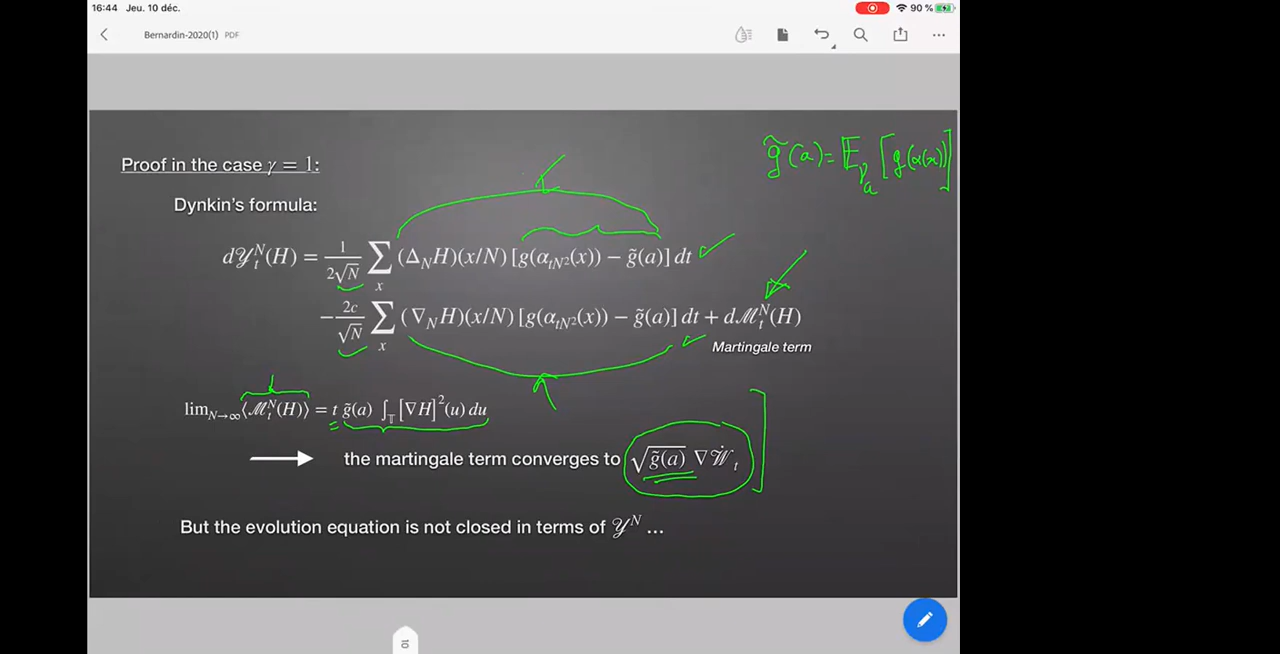 16:44 Jeu. 10 déc. 90 %
Bernardin-2020(1) PDF
Proof in the case γ = 1:
g̃(a) = 𝔼_{ν_a} [g(α(x))]
Dynkin's formula:
d𝒴_t^N(H) = 1/(2√N) ∑_x (Δ_N H)(x/N) [g(α_{tN²}(x)) − g̃(a)] dt
− 2c/√N ∑_x (∇_N H)(x/N) [g(α_{tN²}(x)) − g̃(a)] dt + dℳ_t^N(H)
Martingale term
lim_{N→∞} ⟨ℳ_t^N(H)⟩ = t g̃(a) ∫_𝕋 [∇H]²(u) du
⟶ the martingale term converges to √g̃(a) ∇𝒲̇_t
But the evolution equation is not closed in terms of 𝒴^N ...
10